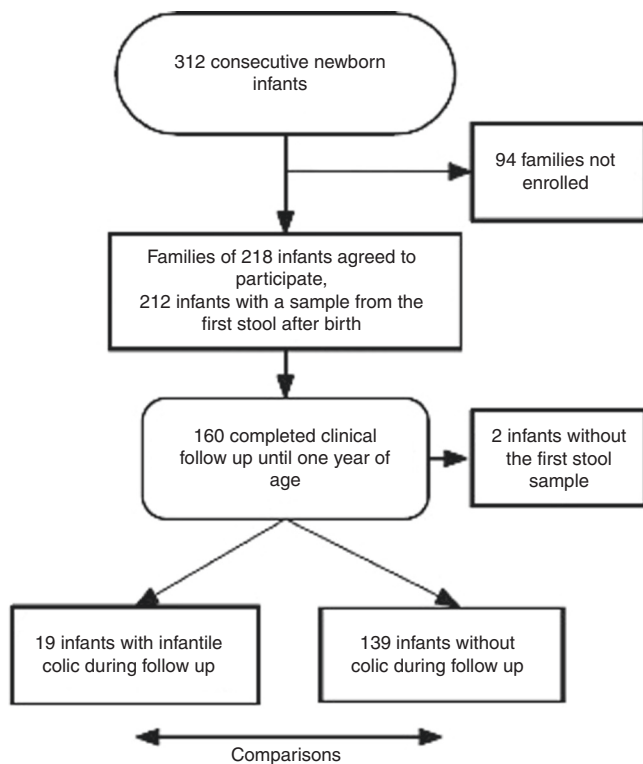 312 consecutive newborn
infants
94 families not
enrolled
Families of 218 infants agreed to
participate,
212 infants with a sample from the
first stool after birth
160 completed clinical
follow up until one year of
age
2 infants without
the first stool
sample
19 infants with infantile
colic during follow up
139 infants without
colic during follow up
Comparisons